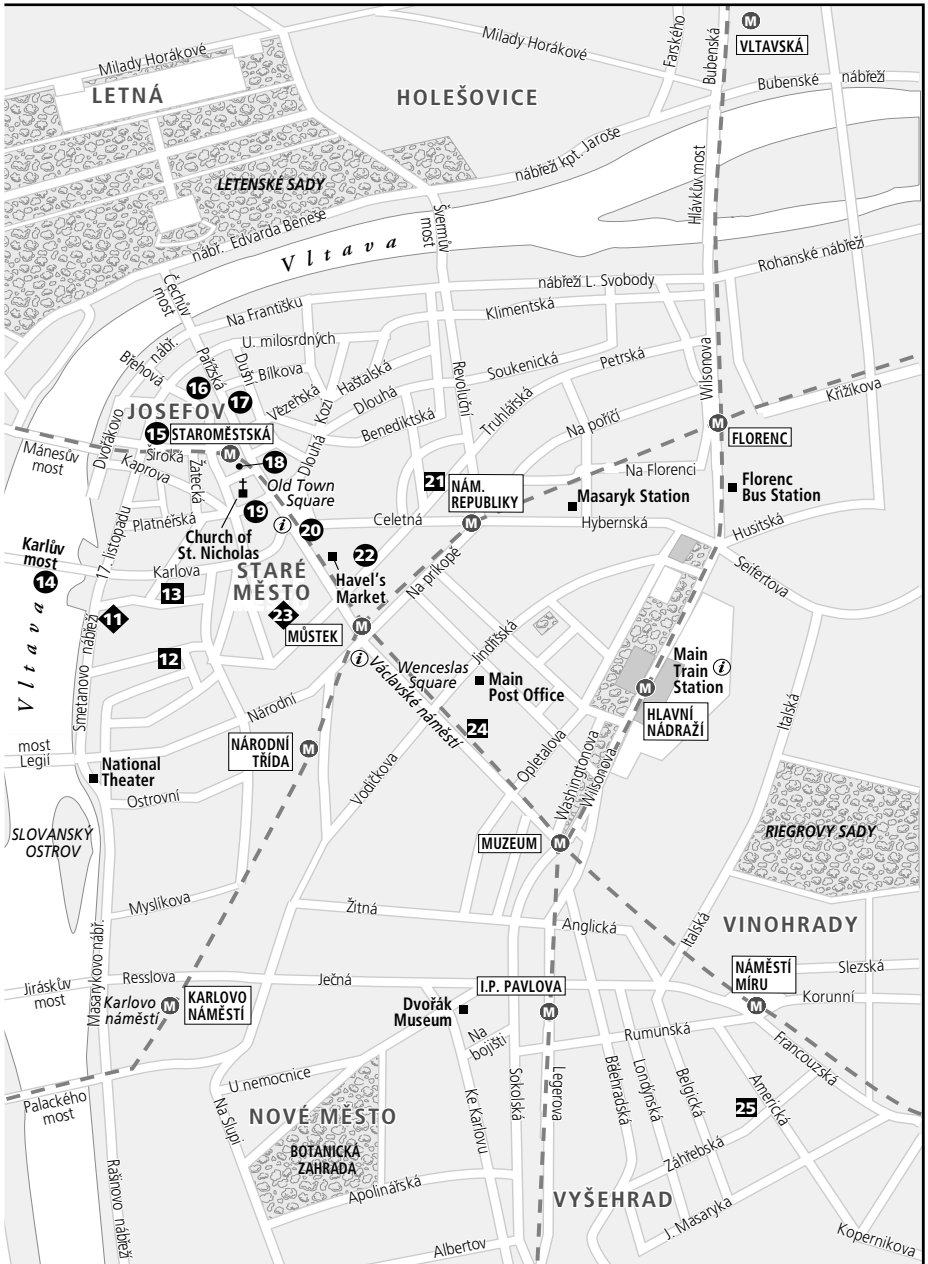 M
VLTAVSKÁ
Milady Horákové
Milady Horákové
Farského
Bubenská
Bubenské nábřeží
LETNÁ
HOLEŠOVICE
LETENSKÉ SADY
nábřeží kpt. Jaroše
Hlávkův most
nábř. Edvarda Beneše
Švermův
most
Vltava
Čechův
most
nábřeží L. Svobody
Rohanské nábřeží
Na Františku
Klimentská
U. milosrdných
nábř.
Břehová
Pařížská
Dušní
Bílkova
Haštalská
Kozí
Vězeňská
Dlouhá
Soukenická
Petrská
Revoluční
Wilsonova
Křižíkova
16
17
JOSEFOV
Benediktská
Truhlářská
Na poříčí
15
STAROMĚSTSKÁ
M
FLORENC
M
Mánesův
most
Dvořákovo
Široká
Kaprova
Žatecká
18
Dlouhá
Old Town
Square
21
NÁM.
REPUBLIKY
M
Na Florenci
Masaryk Station
Florenc
Bus Station
Platnéřská
19
i
20
Celetná
Hybernská
Husitská
Church of
St. Nicholas
17. listopadu
Karlův
most
14
Karlova
STARÉ
MĚSTO
22
Havel's
Market
Na příkopě
Seifertova
13
11
23
MŮSTEK
M
Vltava
Smetanovo nábřeží
12
i
Václavské náměstí
Wenceslas
Square
Jindřišská
Main
Post Office
Main
Train
Station
i
M
HLAVNÍ
NÁDRAŽÍ
Italská
Národní
24
most
Legií
National
Theater
NÁRODNÍ
TŘÍDA
M
Vodičkova
Opletalova
Washingtonova
Wilsonova
Ostrovní
SLOVANSKÝ
OSTROV
MUZEUM
M
RIEGROVY SADY
Myslíkova
Žitná
Anglická
Italská
VINOHRADY
Masarykovo nábř.
Jiráskův
most
Resslova
Ječná
I.P. PAVLOVA
M
NÁMĚSTÍ
MÍRU
M
Slezská
Korunní
Karlovo
náměstí
M
KARLOVO
NÁMĚSTÍ
Dvořák
Museum
Na
bojišti
Rumunská
Francouzská
Palackého
most
U nemocnice
Na Slupi
NOVÉ MĚSTO
BOTANICKÁ
ZAHRADA
Ke Karlovu
Sokolská
Legerova
Bělehradská
Londýnská
Belgická
Americká
25
Záhřebská
Rašínovo nábřeží
Apolinářská
VYŠEHRAD
J. Masaryka
Kopernikova
Albertov